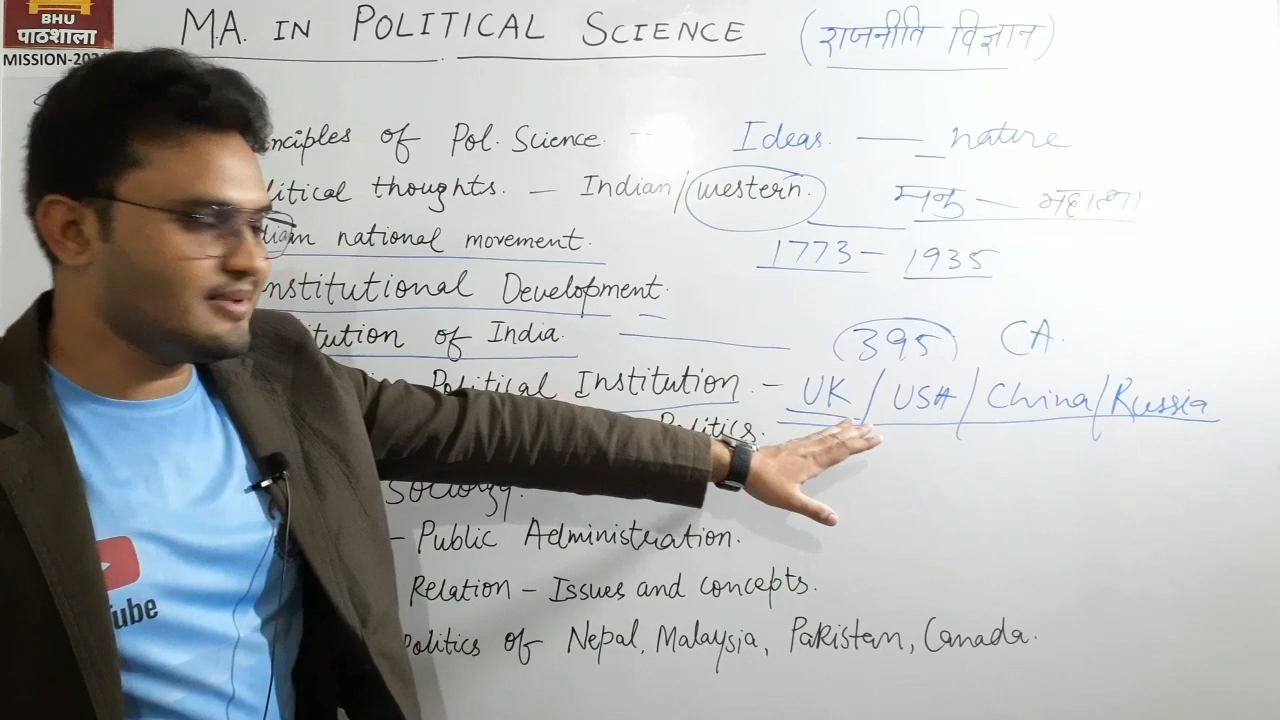 BHU
पाठशाला
MISSION-202
M.A. IN POLITICAL SCIENCE (राजनीति विज्ञान)
nciples of Pol. Science. Ideas. — nature
litical thoughts. — Indian/western. मनु — महात्मा
ian national movement. 1773 - 1935
nstitutional Development.
itution of India. (395) CA.
Political Institution. - UK / USA / China/Russia
Politics.
Sociology.
- Public Administration.
Relation - Issues and concepts.
Politics of Nepal, Malaysia, Pakistan, Canada.
ube